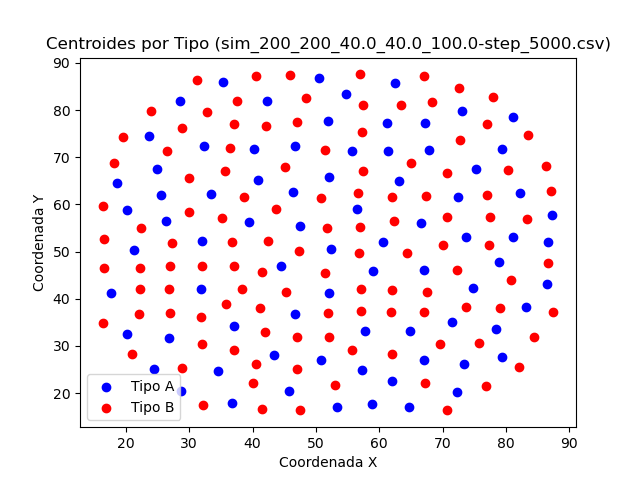 Centroides por Tipo (sim_200_200_40.0_40.0_100.0-step_5000.csv)
90
80
70
60
50
40
30
20
Coordenada Y
Tipo A
Tipo B
20 30 40 50 60 70 80 90
Coordenada X